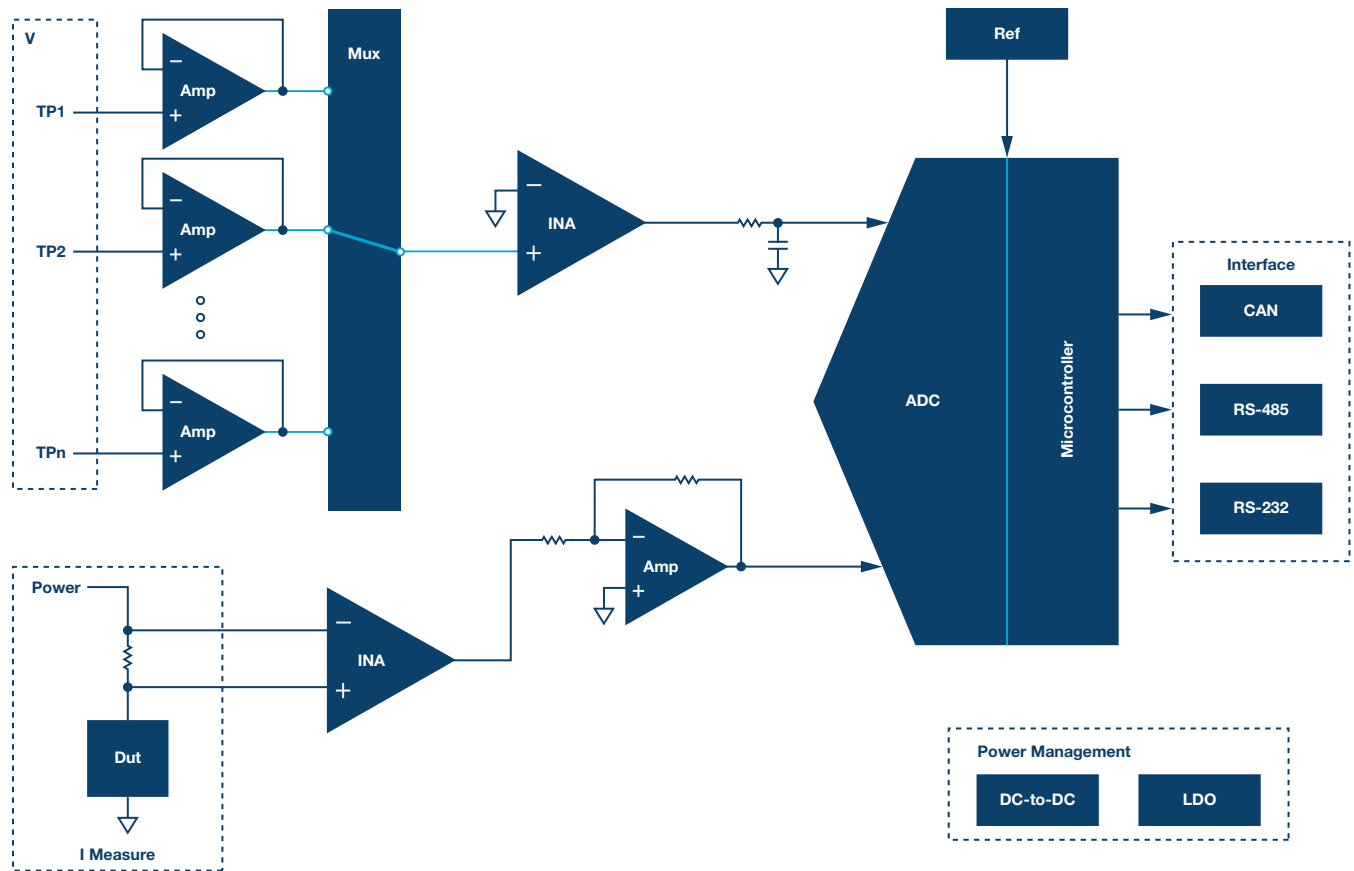 V
Mux
Ref
Amp
TP1
Amp
INA
TP2
Interface
CAN
Amp
ADC
Microcontroller
RS-485
TPn
RS-232
Amp
Power
INA
Dut
Power Management
DC-to-DC
LDO
I Measure